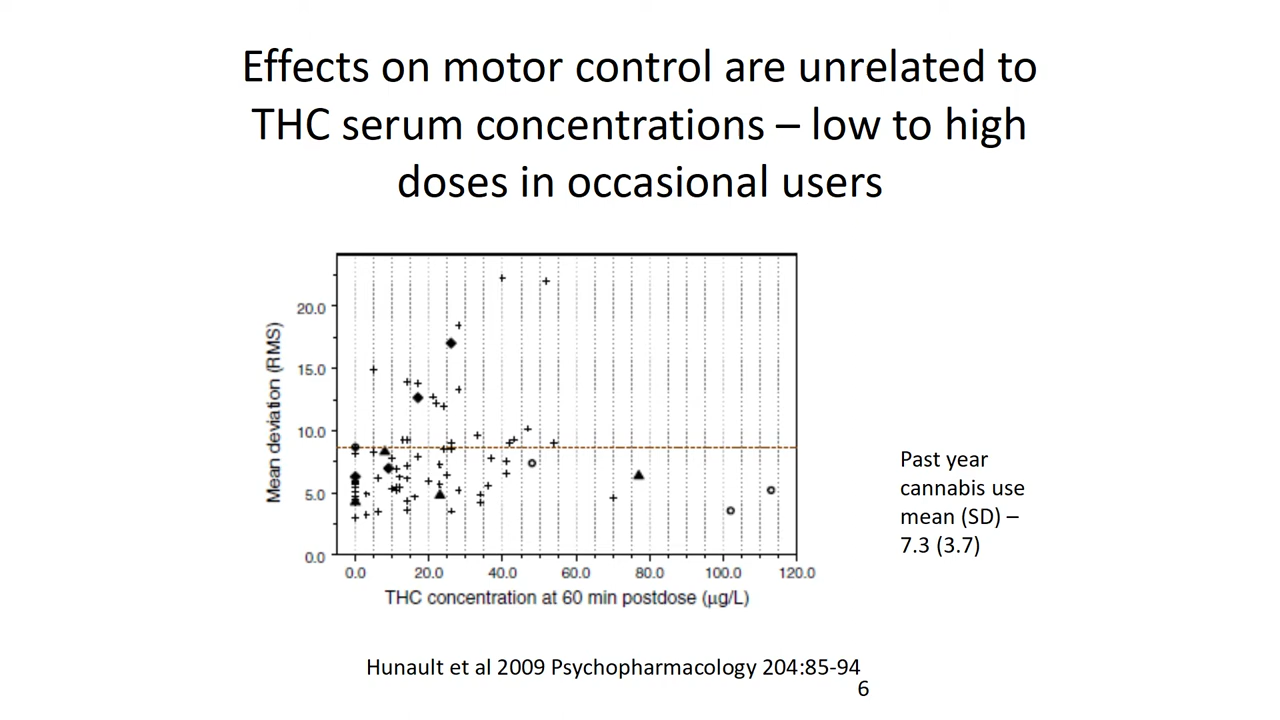 Effects on motor control are unrelated to
THC serum concentrations – low to high
doses in occasional users
Mean deviation (RMS)
20.0
15.0
10.0
5.0
0.0
0.0 20.0 40.0 60.0 80.0 100.0 120.0
THC concentration at 60 min postdose (μg/L)
Past year
cannabis use
mean (SD) –
7.3 (3.7)
Hunault et al 2009 Psychopharmacology 204:85-94
6